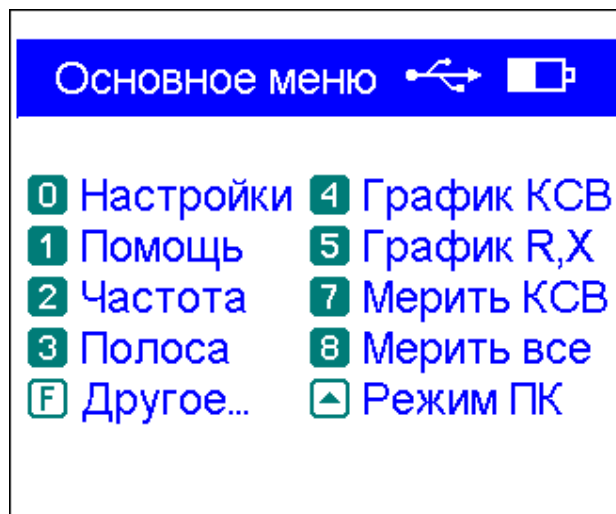 Основное меню
0 Настройки 4 График КСВ
1 Помощь 5 График R,X
2 Частота 7 Мерить КСВ
3 Полоса 8 Мерить все
F Другое... Режим ПК